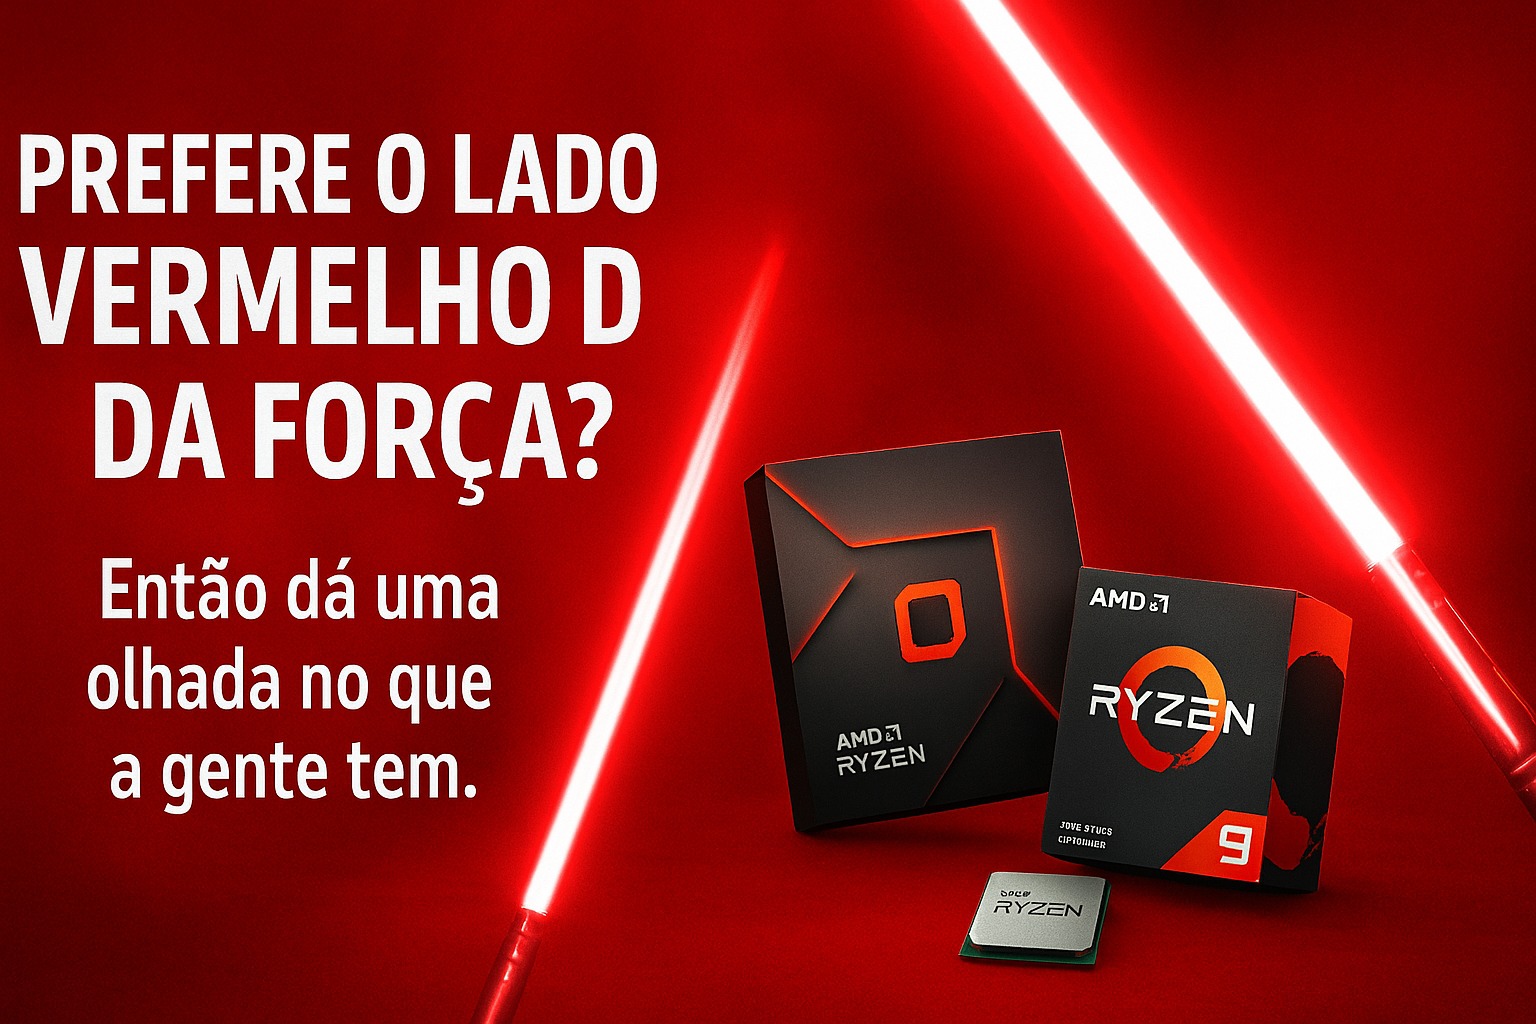 PREFERE O LADO
VERMELHO D
DA FORÇA?
Então dá uma
olhada no que
a gente tem.
AMD
RYZEN
AMD
RYZEN
9
RYZEN